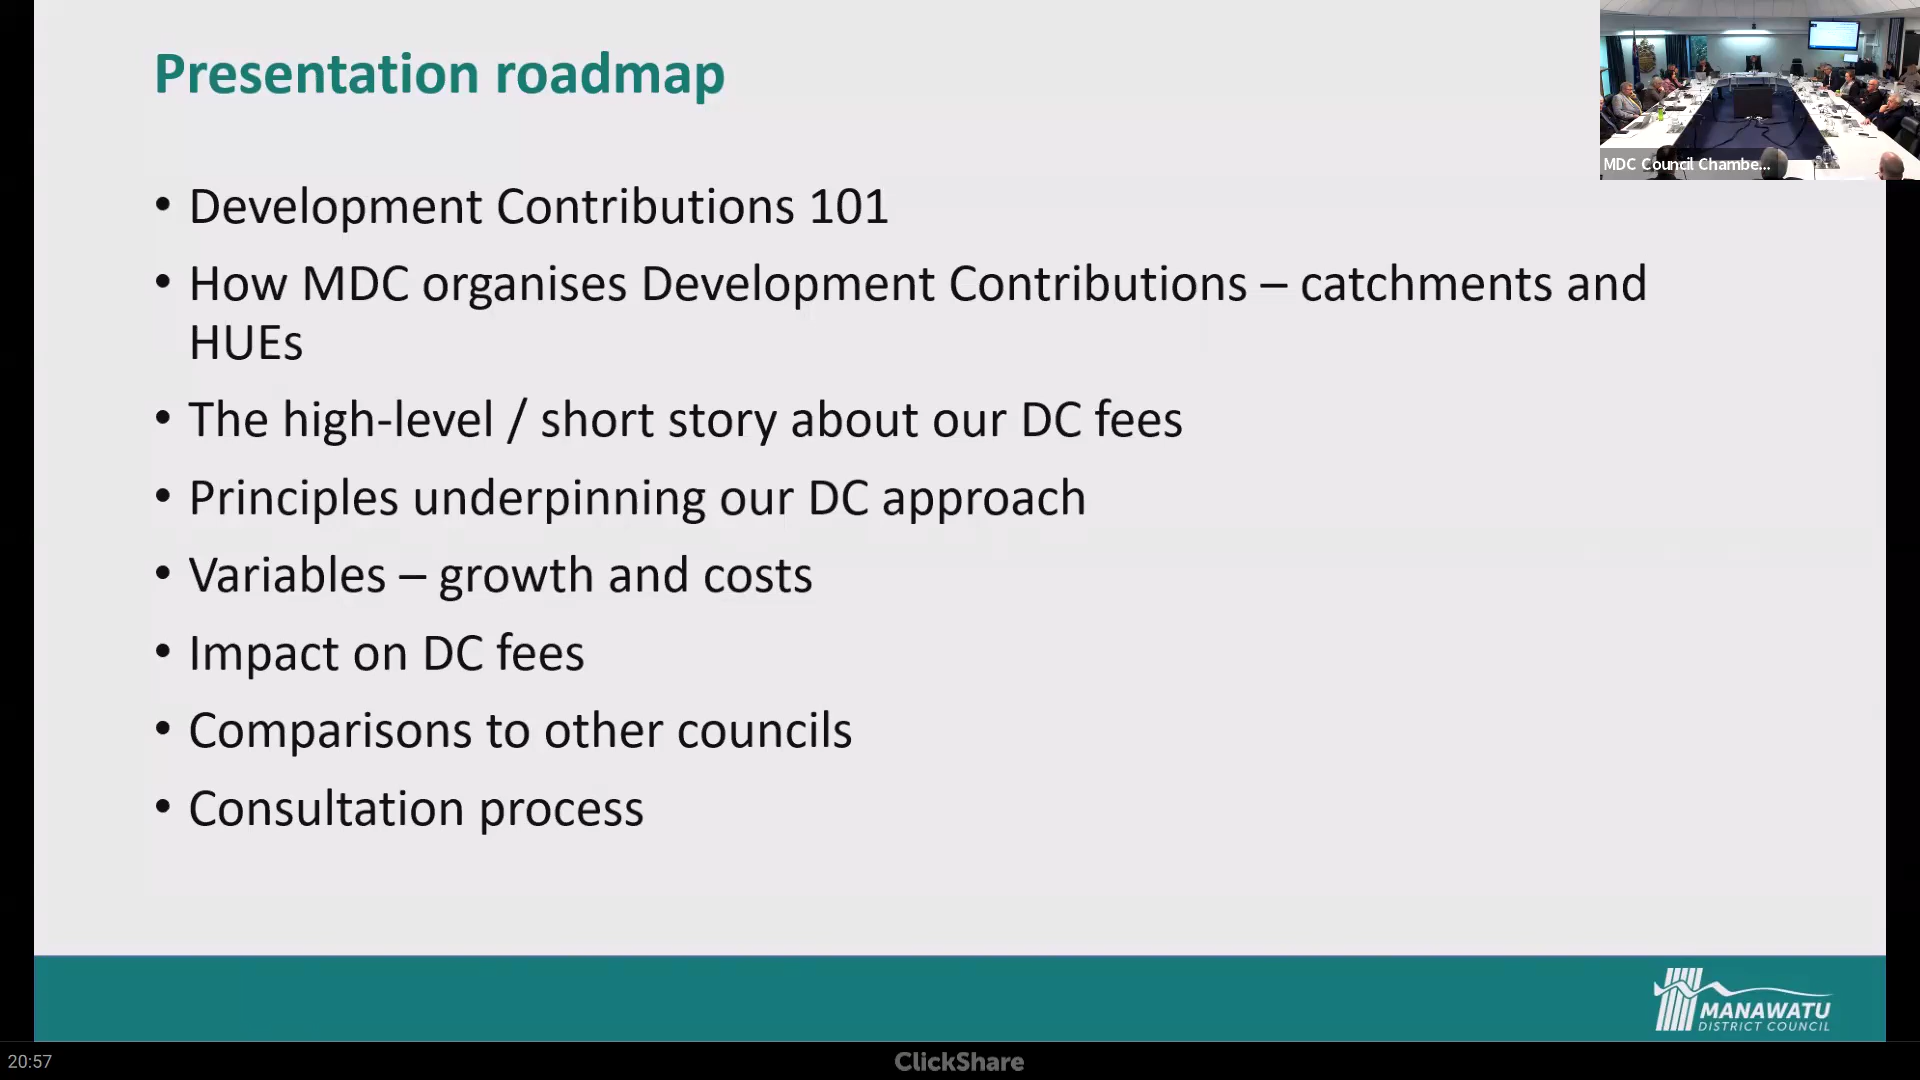 Presentation roadmap
MDC Council Chambe...
• Development Contributions 101
• How MDC organises Development Contributions – catchments and
HUEs
• The high-level / short story about our DC fees
• Principles underpinning our DC approach
• Variables – growth and costs
• Impact on DC fees
• Comparisons to other councils
• Consultation process
MANAWATU
DISTRICT COUNCIL
20:57
ClickShare